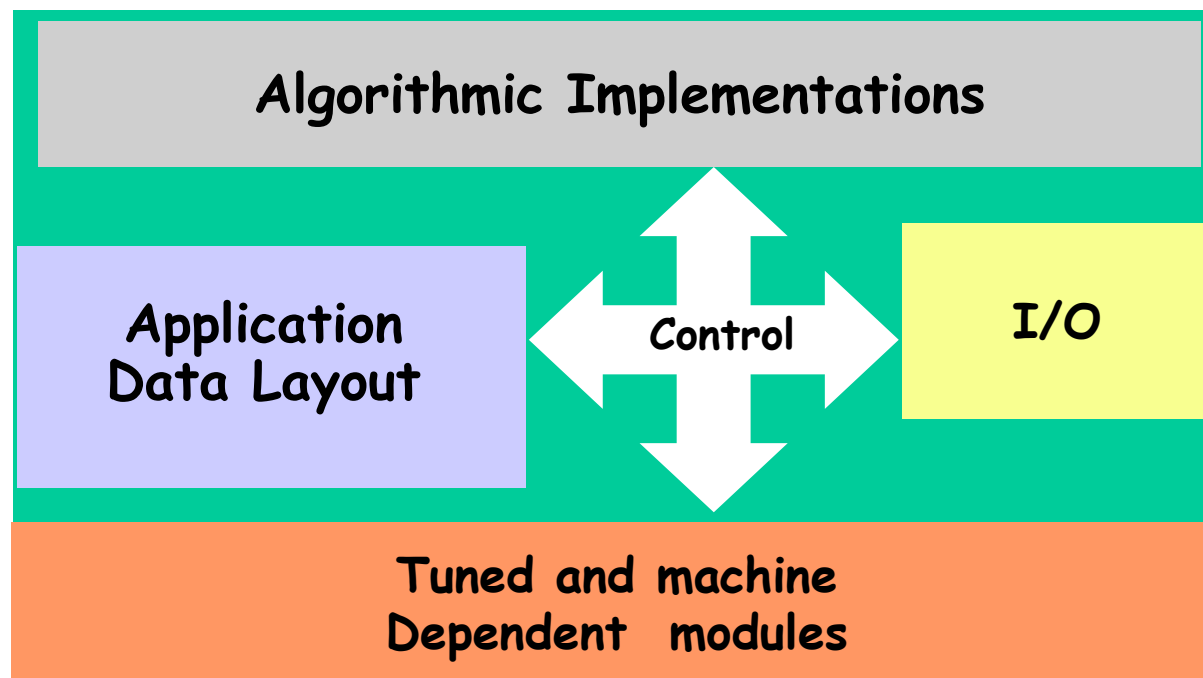 Algorithmic Implementations
Application
Data Layout
Control
I/O
Tuned and machine
Dependent modules